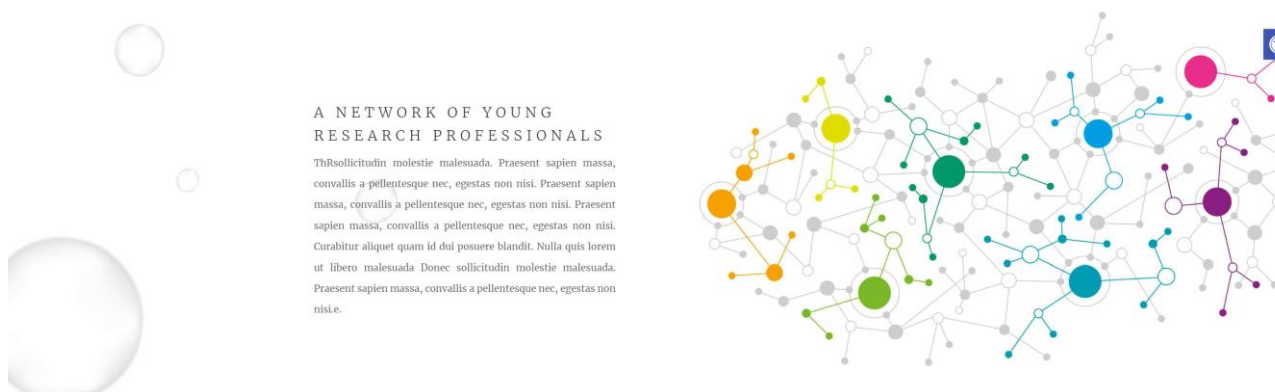 A NETWORK OF YOUNG
RESEARCH PROFESSIONALS
ThRsollicitudin molestie malesuada. Praesent sapien massa,
convallis a pellentesque nec, egestas non nisi. Praesent sapien
massa, convallis a pellentesque nec, egestas non nisi. Praesent
sapien massa, convallis a pellentesque nec, egestas non nisi.
Curabitur aliquet quam id dui posuere blandit. Nulla quis lorem
ut libero malesuada Donec sollicitudin molestie malesuada.
Praesent sapien massa, convallis a pellentesque nec, egestas non
nisi.e.